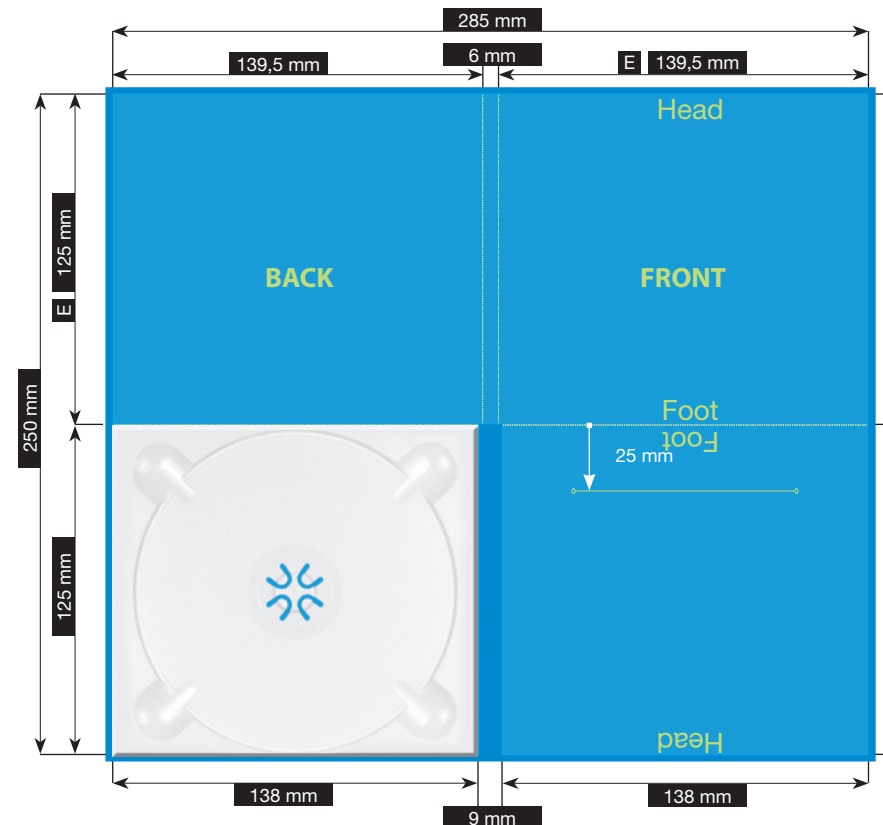 285 mm
139,5 mm
6 mm
E 139,5 mm
Head
125 mm
E
BACK
FRONT
250 mm
Foot
Foot
25 mm
125 mm
Head
138 mm
138 mm
9 mm